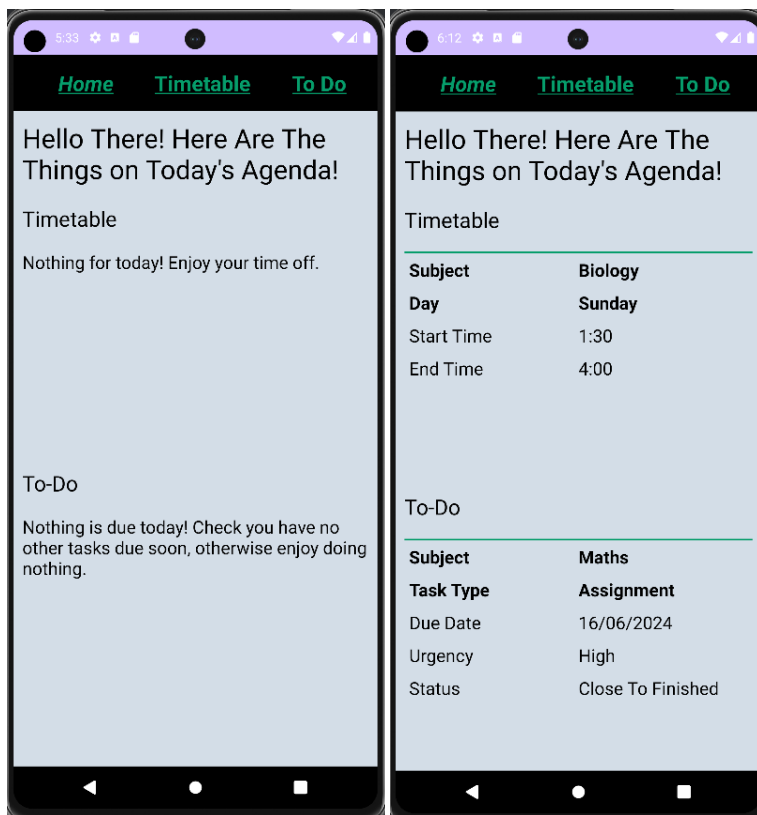 5:33
Home Timetable To Do
Hello There! Here Are The
Things on Today's Agenda!
Timetable
Nothing for today! Enjoy your time off.
To-Do
Nothing is due today! Check you have no
other tasks due soon, otherwise enjoy doing
nothing.
6:12
Home Timetable To Do
Hello There! Here Are The
Things on Today's Agenda!
Timetable
Subject Biology
Day Sunday
Start Time 1:30
End Time 4:00
To-Do
Subject Maths
Task Type Assignment
Due Date 16/06/2024
Urgency High
Status Close To Finished